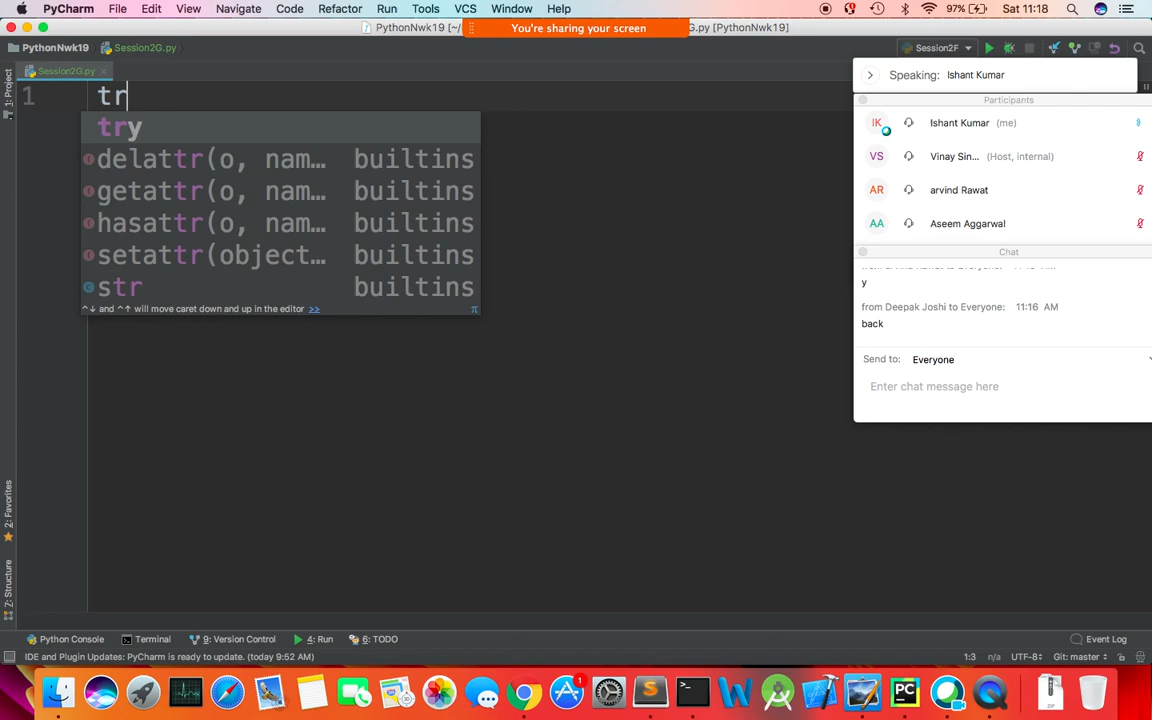 PyCharm File Edit View Navigate Code Refactor Run Tools VCS Window Help 97% Sat 11:18
PythonNwk19 [~/ You're sharing your screen G.py [PythonNwk19]
PythonNwk19 Session2G.py Session2F
Session2G.py
1: Project
1 tr
try
delattr(o, nam… builtins
getattr(o, nam… builtins
hasattr(o, nam… builtins
setattr(object… builtins
str builtins
^↓ and ^↑ will move caret down and up in the editor >> π
Speaking: Ishant Kumar
Participants
IK Ishant Kumar (me)
VS Vinay Sin... (Host, internal)
AR arvind Rawat
AA Aseem Aggarwal
Chat
y
from Deepak Joshi to Everyone: 11:16 AM
back
Send to: Everyone
Enter chat message here
2: Favorites
7: Structure
Python Console Terminal 9: Version Control 4: Run 6: TODO Event Log
IDE and Plugin Updates: PyCharm is ready to update. (today 9:52 AM) 1:3 n/a UTF-8 Git: master
1
PC
ZIP